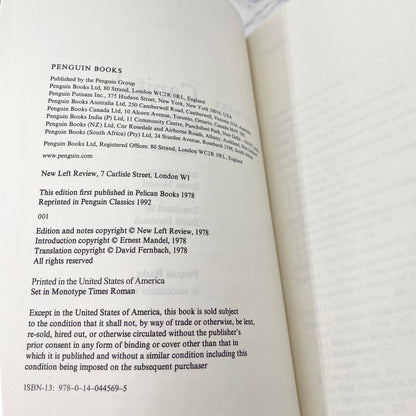 PENGUIN BOOKS
Published by the Penguin Group
Penguin Books Ltd, 80 Strand, London WC2R 0RL, England
Penguin Putnam Inc., 375 Hudson Street, New York, New York 10014, USA
Penguin Books Australia Ltd, 250 Camberwell Road, Camberwell, Victoria 3124, Australia
Penguin Books Canada Ltd, 10 Alcorn Avenue, Toronto, Ontario, Canada M4V 3B2
Penguin Books India (P) Ltd, 11 Community Centre, Panchsheel Park, New Delhi
Penguin Books (NZ) Ltd, Cnr Rosedale and Airborne Roads, Albany, Auckland, New Zealand
Penguin Books (South Africa) (Pty) Ltd, 24 Sturdee Avenue, Rosebank 2196, South Africa
Penguin Books Ltd, Registered Offices: 80 Strand, London WC2R 0RL, England
www.penguin.com
New Left Review, 7 Carlisle Street, London W1
This edition first published in Pelican Books 1978
Reprinted in Penguin Classics 1992
001
Edition and notes copyright © New Left Review, 1978
Introduction copyright © Ernest Mandel, 1978
Translation copyright © David Fernbach, 1978
All rights reserved
Printed in the United States of America
Set in Monotype Times Roman
Except in the United States of America, this book is sold subject
to the condition that it shall not, by way of trade or otherwise, be lent,
re-sold, hired out, or otherwise circulated without the publisher's
prior consent in any form of binding or cover other than that in
which it is published and without a similar condition including this
condition being imposed on the subsequent purchaser
ISBN-13: 978-0-14-044569-5